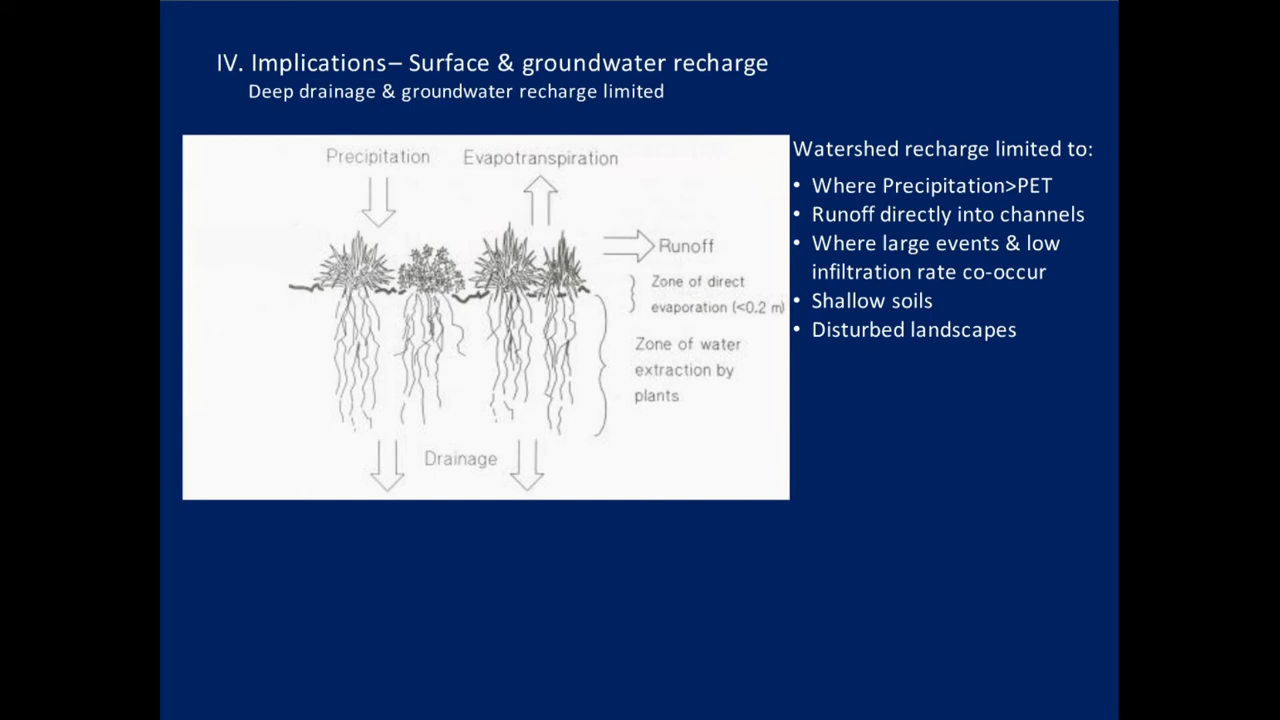 IV. Implications– Surface & groundwater recharge
Deep drainage & groundwater recharge limited
Precipitation
Evapotranspiration
Runoff
Zone of direct
evaporation (<0.2 m)
Zone of water
extraction by
plants
Drainage
Watershed recharge limited to:
• Where Precipitation>PET
• Runoff directly into channels
• Where large events & low
infiltration rate co-occur
• Shallow soils
• Disturbed landscapes